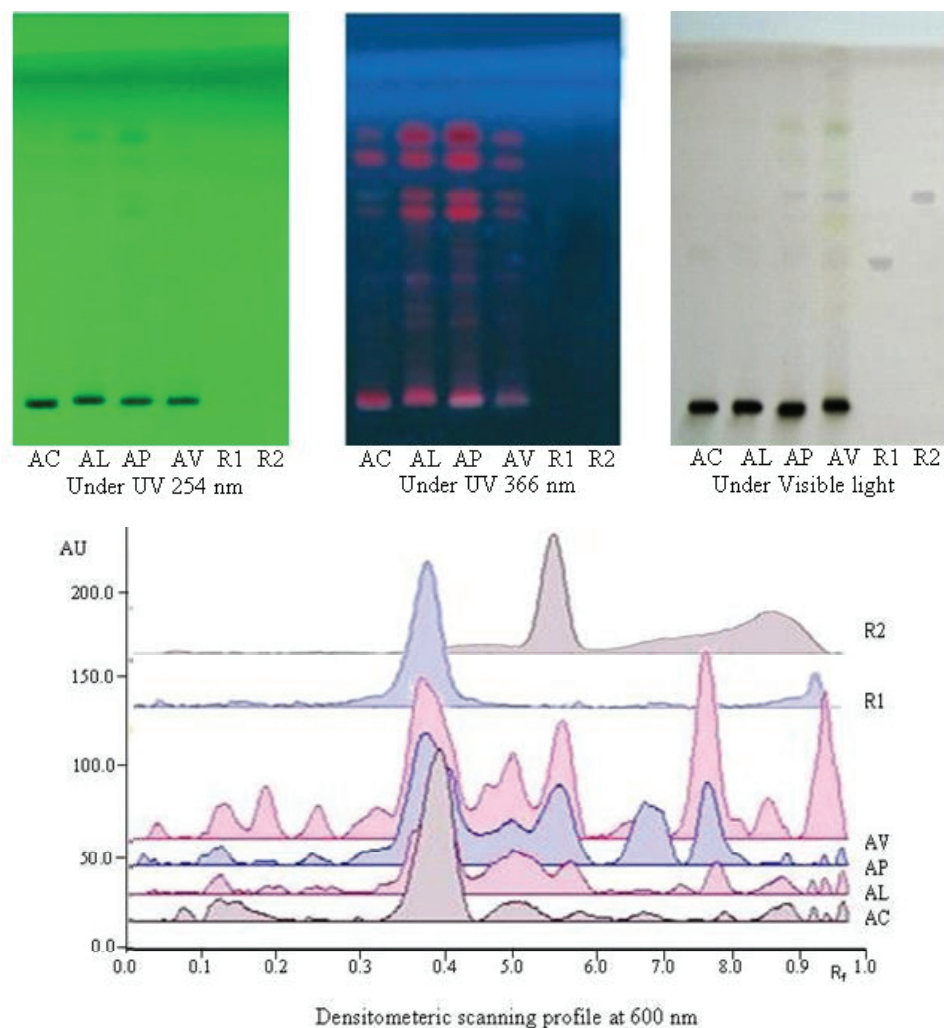 AC AL AP AV R1 R2
Under UV 254 nm
AC AL AP AV R1 R2
Under UV 366 nm
AC AL AP AV R1 R2
Under Visible light
AU
200.0
150.0
100.0
50.0
0.0
R2
R1
AV
AP
AL
AC
0.0 0.1 0.2 0.3 0.4 5.0 6.0 7.0 8.0 0.9 Rf 1.0
Densitometric scanning profile at 600 nm